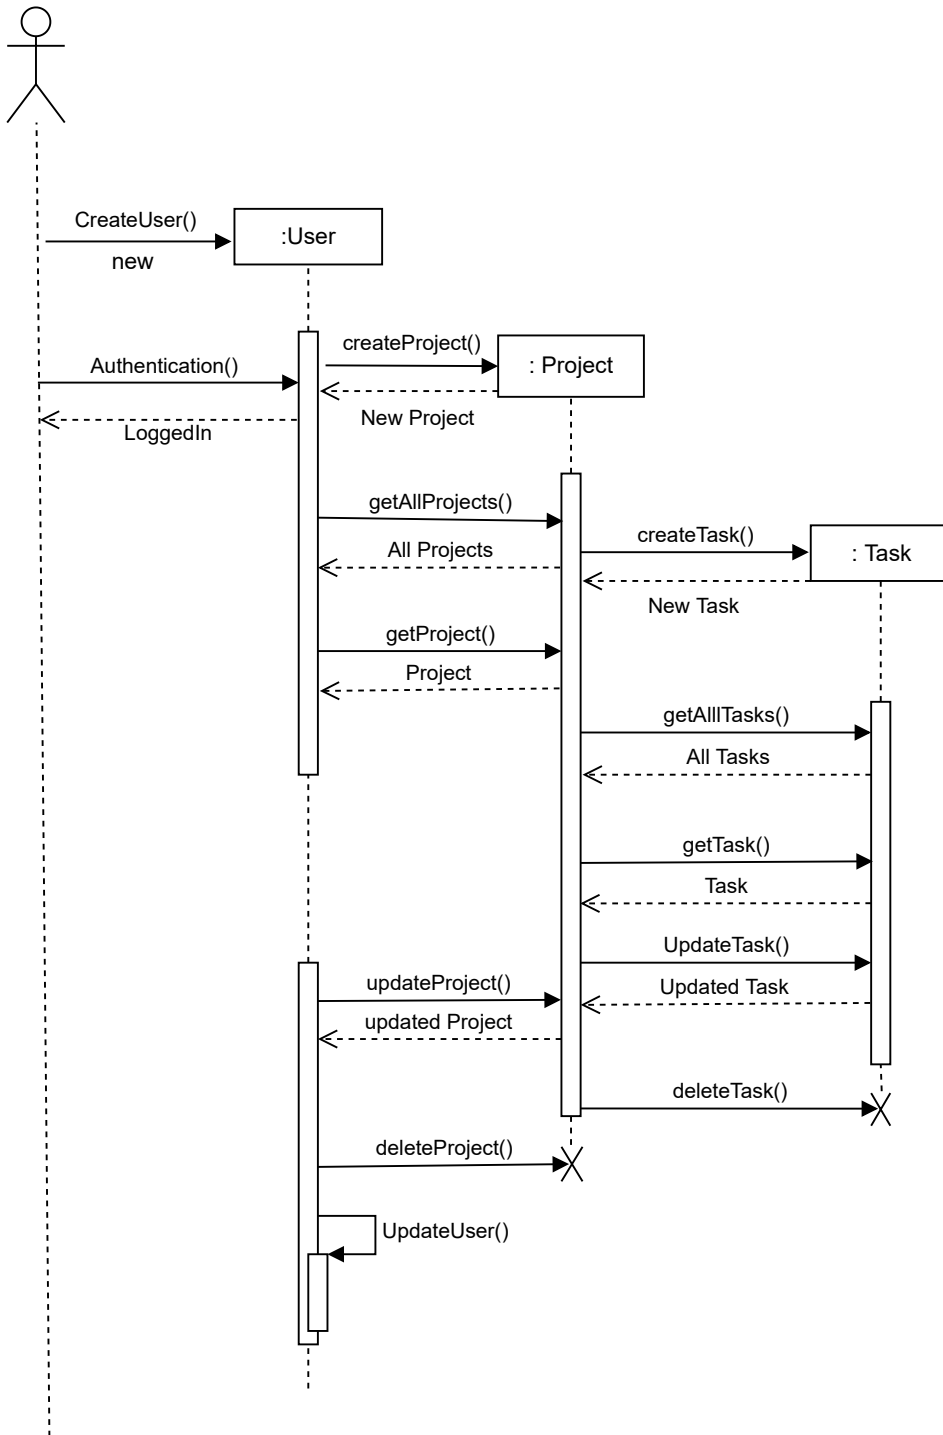 CreateUser()
:User
new
createProject()
: Project
Authentication()
New Project
LoggedIn
getAllProjects()
createTask()
: Task
All Projects
New Task
getProject()
Project
getAlllTasks()
All Tasks
getTask()
Task
UpdateTask()
updateProject()
Updated Task
updated Project
deleteTask()
deleteProject()
UpdateUser()